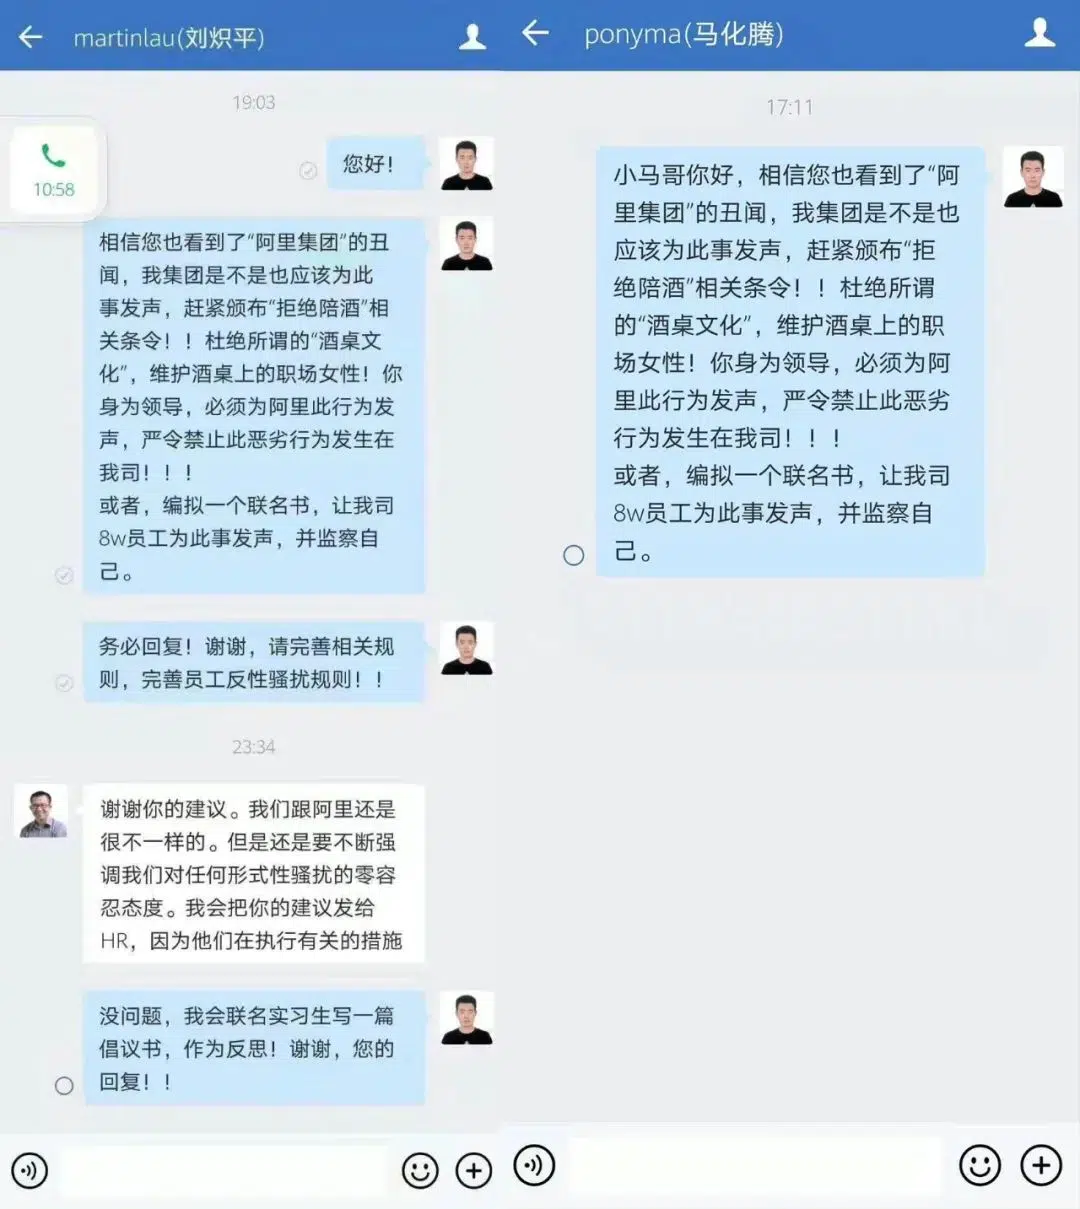 martinlau(刘炽平)
19:03
10:58
您好！
相信您也看到了“阿里集团”的丑
闻，我集团是不是也应该为此
事发声，赶紧颁布“拒绝陪酒”相
关条令！！杜绝所谓的“酒桌文
化”，维护酒桌上的职场女性！你
身为领导，必须为阿里此行为发
声，严令禁止此恶劣行为发生在
我司！！！
或者，编拟一个联名书，让我司
8w员工为此事发声，并监察自
己。
务必回复！谢谢，请完善相关规
则，完善员工反性骚扰规则！！
23:34
谢谢你的建议。我们跟阿里还是
很不一样的。但是还是要不断强
调我们对任何形式性骚扰的零容
忍态度。我会把你的建议发给
HR，因为他们在执行有关的措施
没问题，我会联名实习生写一篇
倡议书，作为反思！谢谢，您的
回复！！
ponyma(马化腾)
17:11
小马哥你好，相信您也看到了“阿
里集团”的丑闻，我集团是不是也
应该为此事发声，赶紧颁布“拒
绝陪酒”相关条令！！杜绝所谓
的“酒桌文化”，维护酒桌上的职
场女性！你身为领导，必须为阿
里此行为发声，严令禁止此恶劣
行为发生在我司！！！
或者，编拟一个联名书，让我司
8w员工为此事发声，并监察自
己。